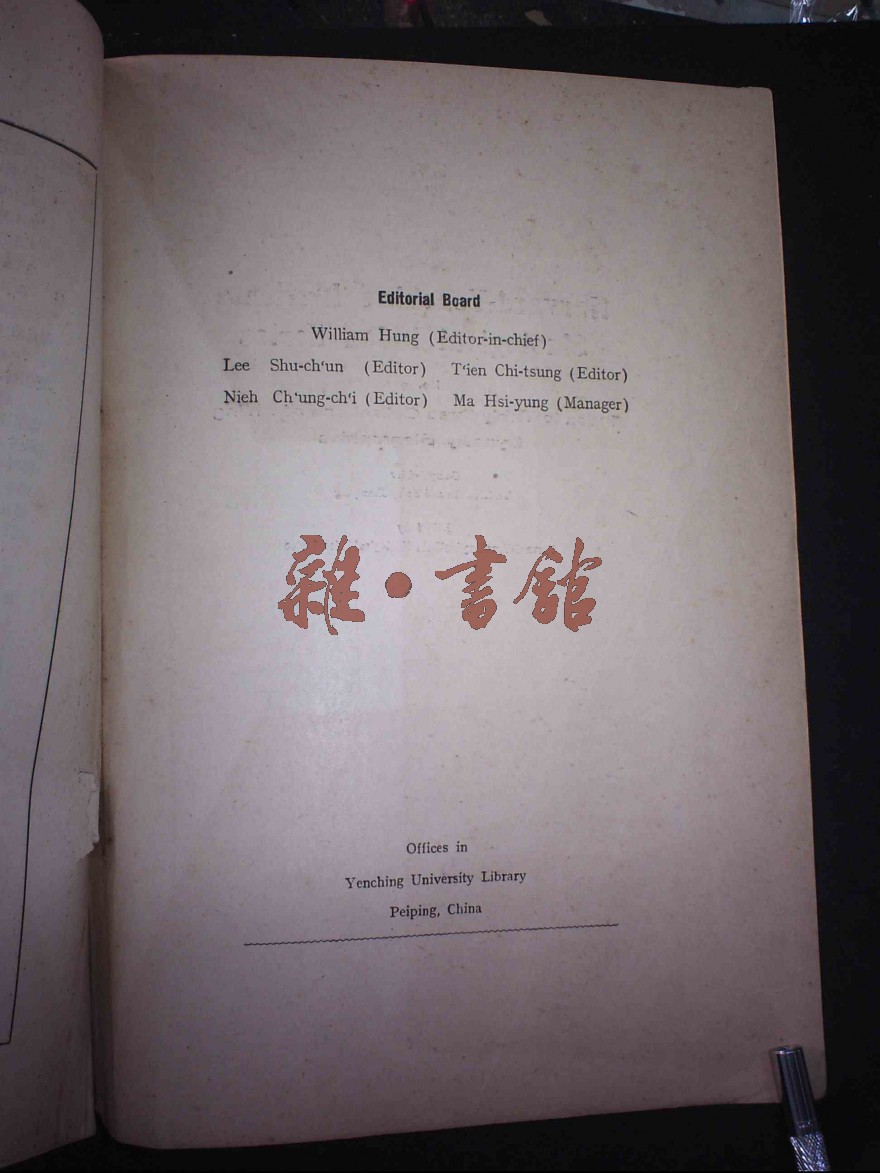 Editorial Board
William Hung (Editor-in-chief)
Lee Shu-ch‘un (Editor) T‘ien Chi-tsung (Editor)
Nieh Ch‘ung-ch‘i (Editor) Ma Hsi-yung (Manager)
雜·書館
Offices in
Yenching University Library
Peiping, China